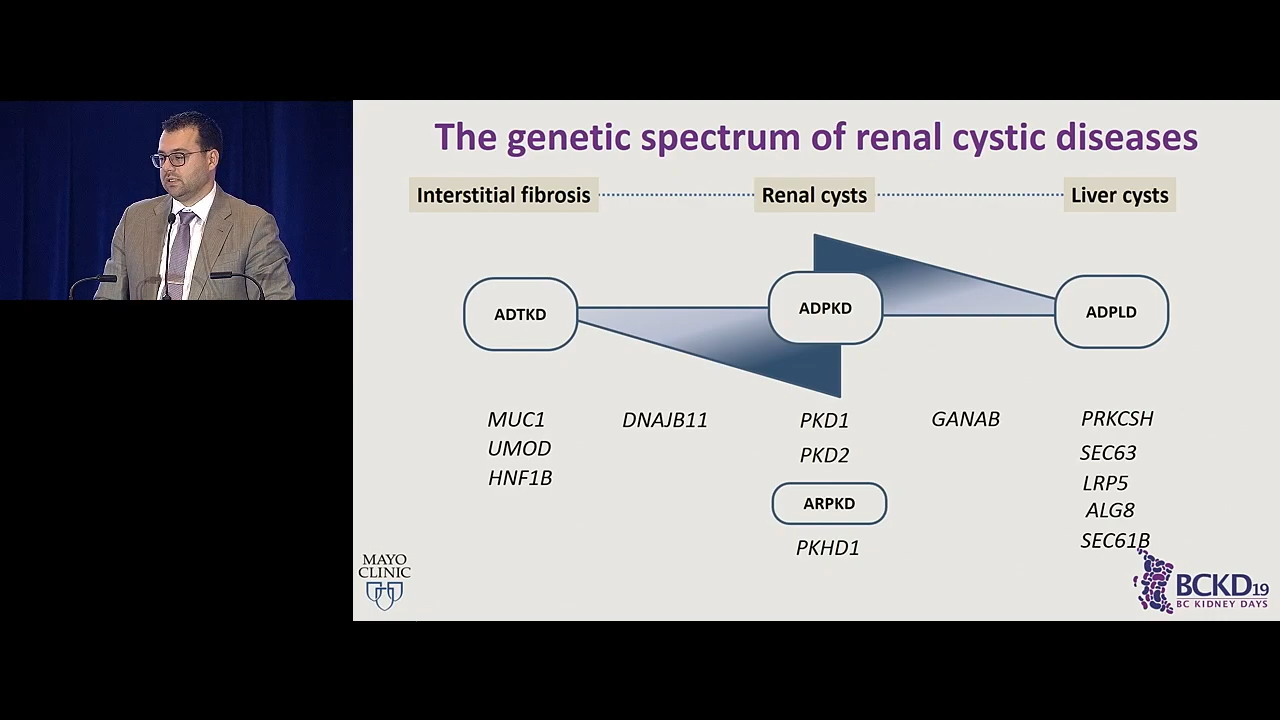 The genetic spectrum of renal cystic diseases
Interstitial fibrosis
Renal cysts
Liver cysts
ADTKD
ADPKD
ADPLD
MUC1
DNAJB11
PKD1
GANAB
PRKCSH
UMOD
PKD2
SEC63
HNF1B
LRP5
ARPKD
ALG8
PKHD1
SEC61B
MAYO
CLINIC
BCKD19
BC KIDNEY DAYS